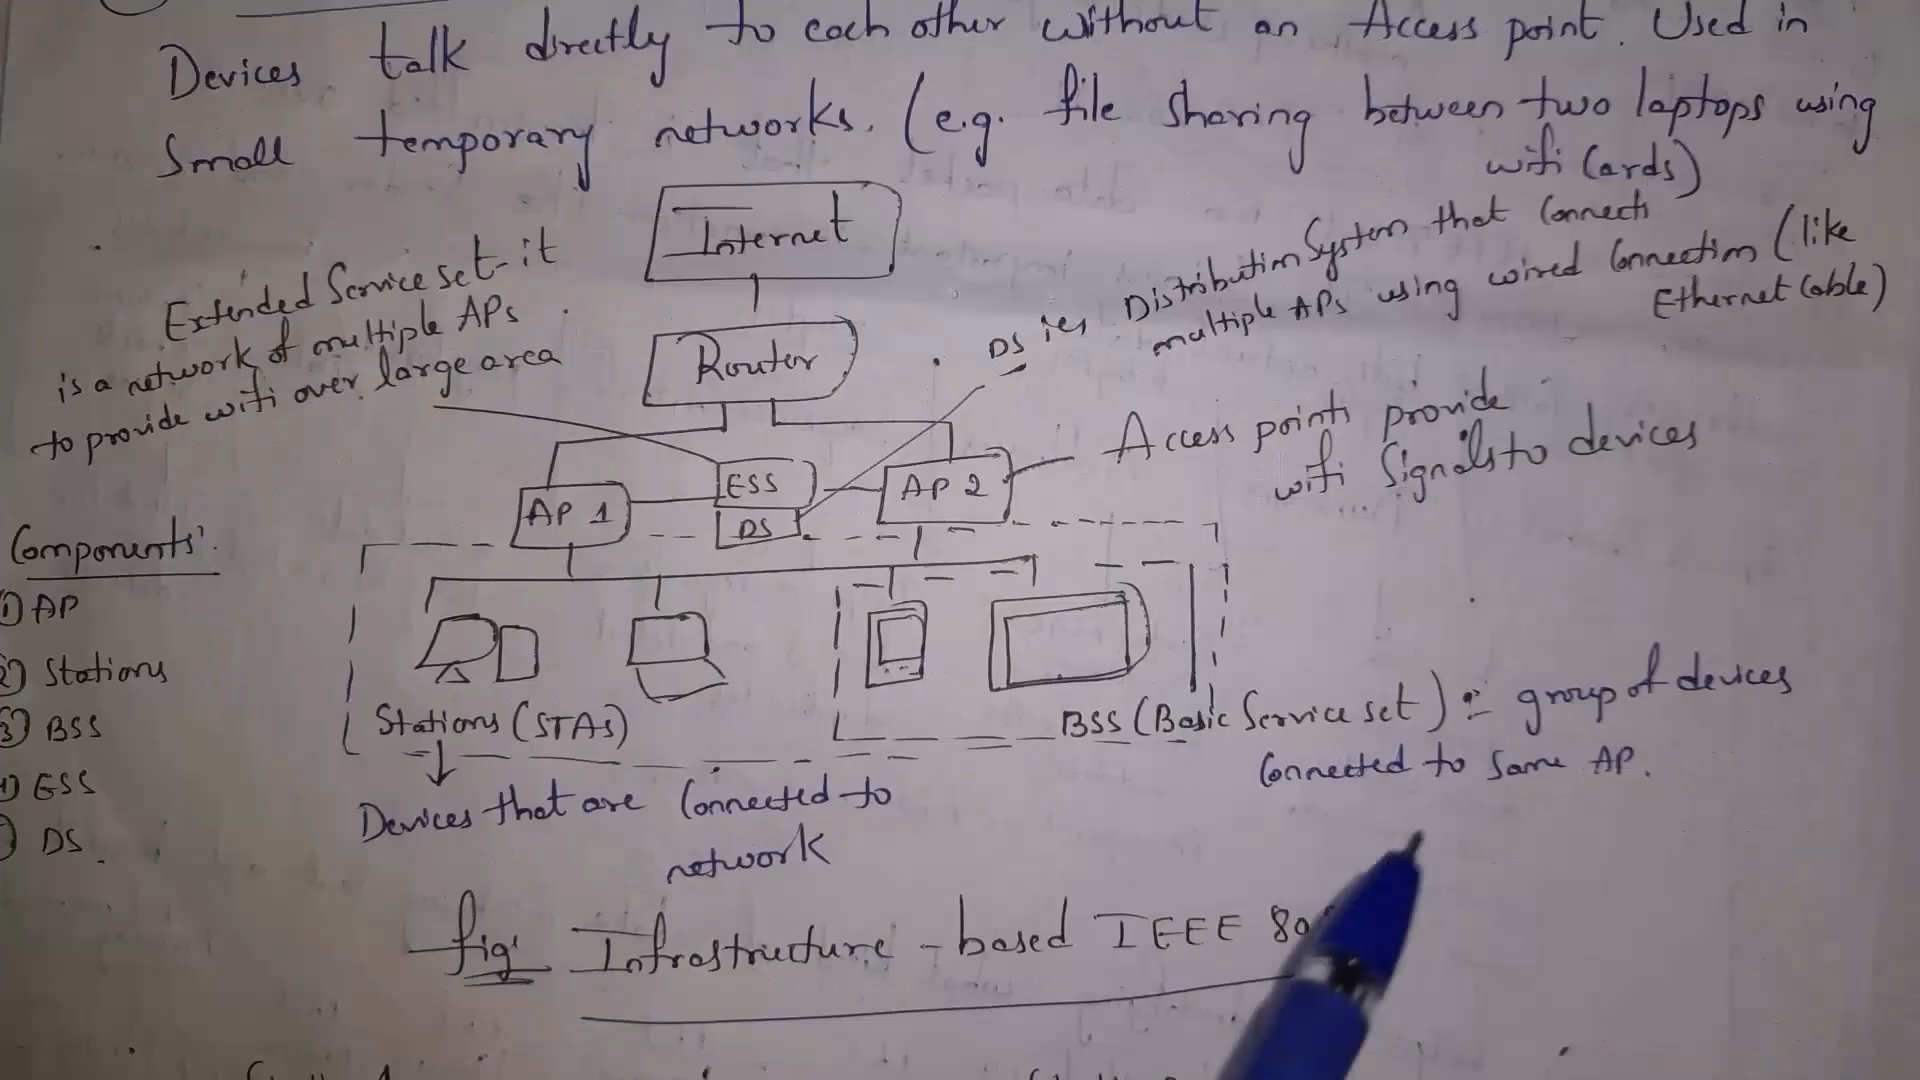 Devices talk directly to each other without an Access point. Used in
Small temporary networks. (e.g. file sharing between two laptops using
wifi cards)
Internet
Extended Service set - it
is a network of multiple APs
to provide wifi over large area
Router
DS Distribution System that connects
multiple APs using wired connection (like
Ethernet cable)
Access points provide
wifi signals to devices
AP 1
ESS
DS
AP 2
Components:
① AP
② Stations
③ BSS
ESS
DS
Stations (STAs)
BSS (Basic Service set) :- group of devices
connected to same AP.
Devices that are connected to
network
fig: Infrastructure - based IEEE